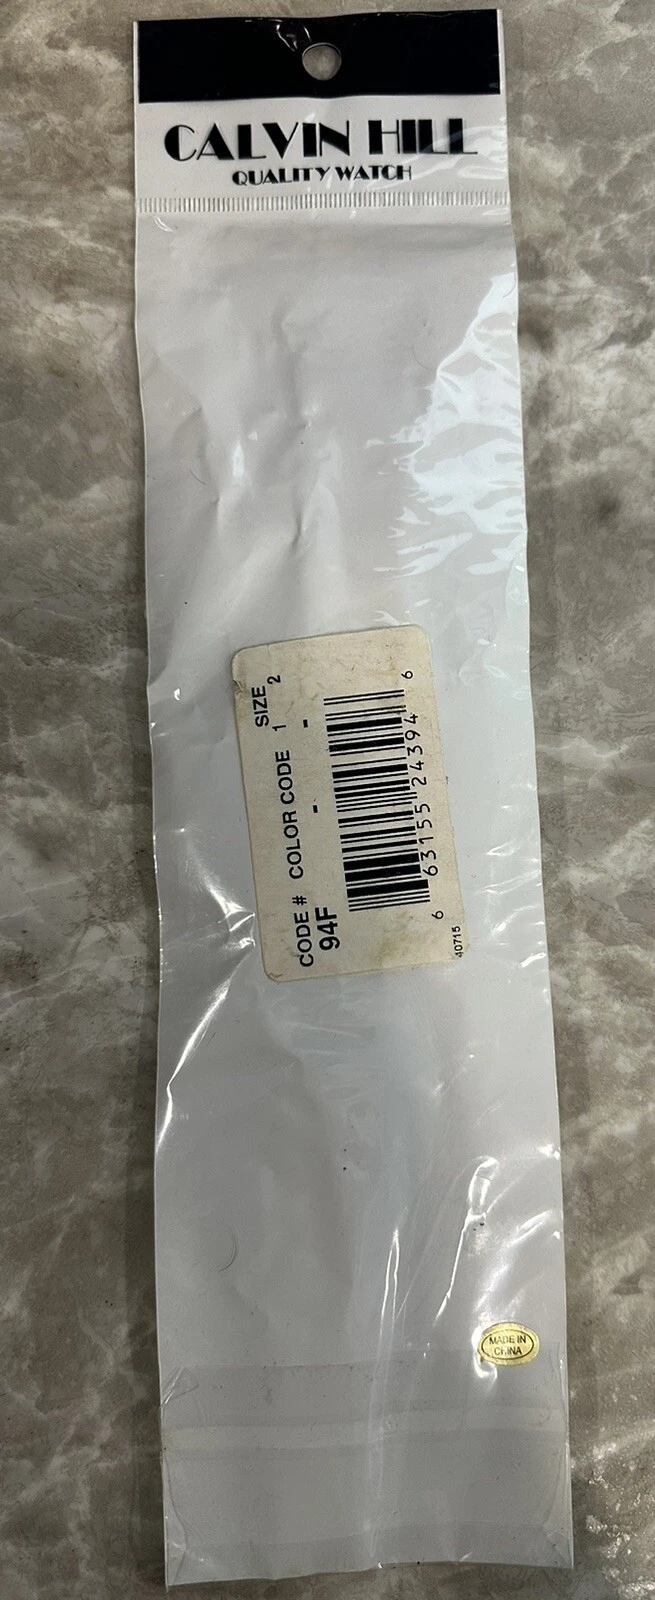 CALVIN HILL
QUALITY WATCH
CODE # COLOR CODE SIZE
94F - 1 - 2
6 63155 24394 6
40715
MADE IN
CHINA